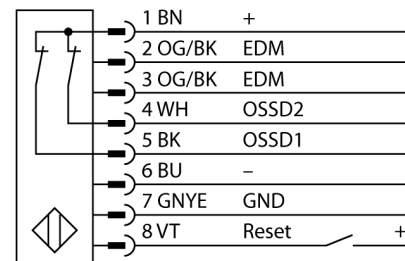 1 BN +
2 OG/BK EDM
3 OG/BK EDM
4 WH OSSD2
5 BK OSSD1
6 BU –
7 GNYE GND
8 VT Reset +